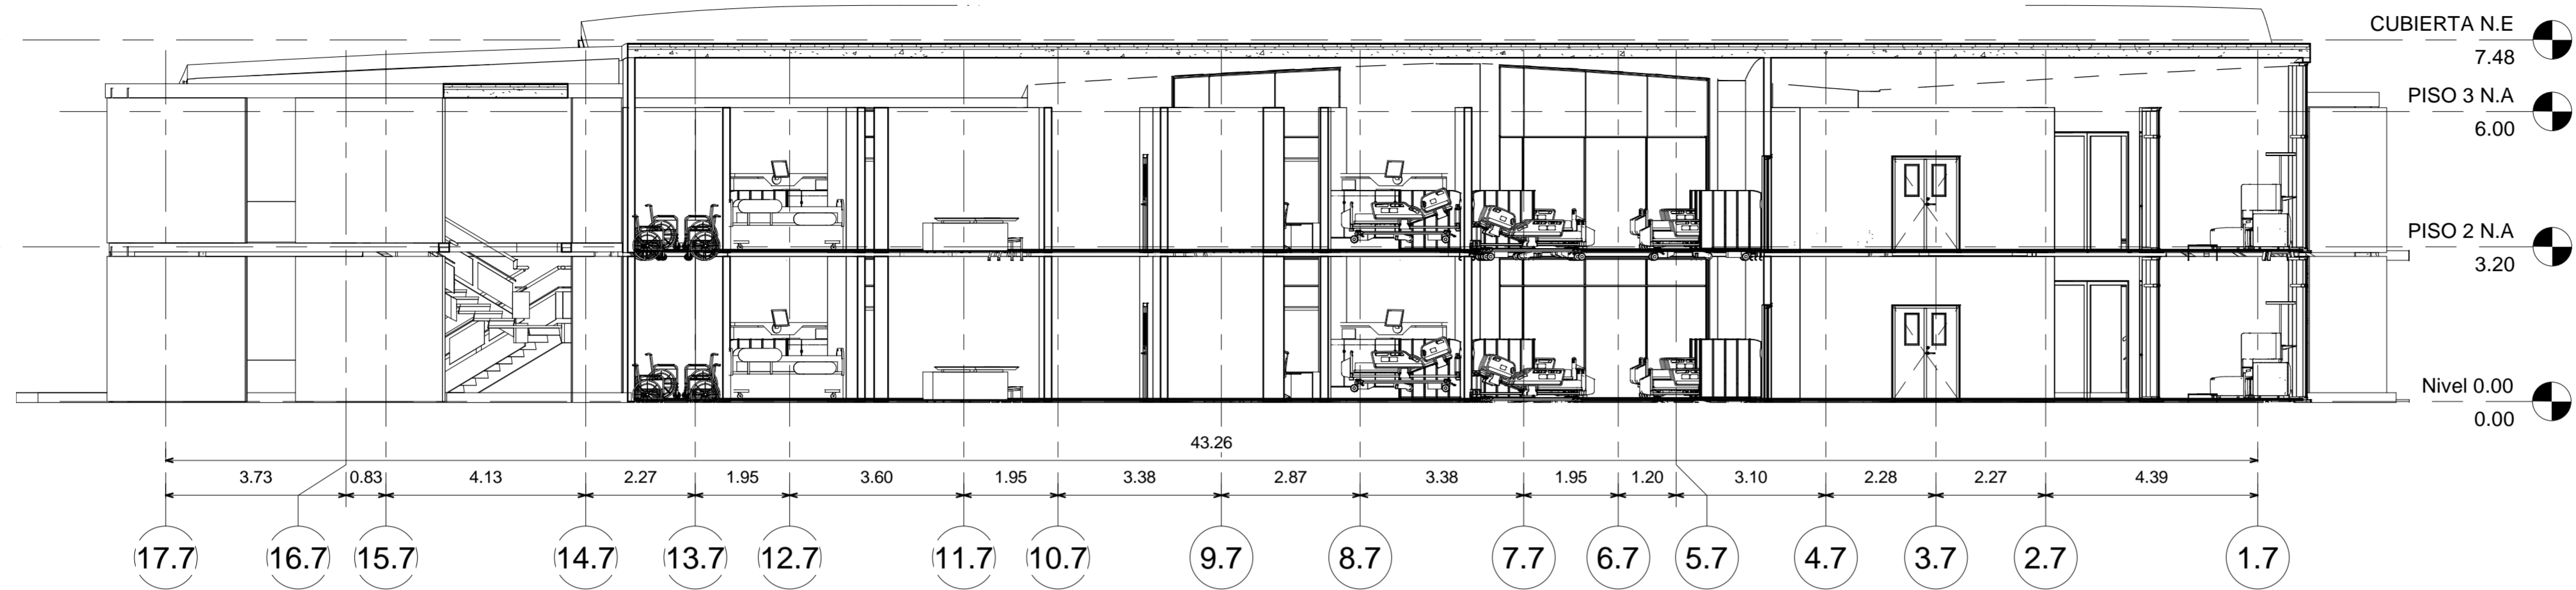 CUBIERTA N.E
7.48
PISO 3 N.A
6.00
PISO 2 N.A
3.20
Nivel 0.00
0.00
43.26
3.73 0.83 4.13 2.27 1.95 3.60 1.95 3.38 2.87 3.38 1.95 1.20 3.10 2.28 2.27 4.39
17.7 16.7 15.7 14.7 13.7 12.7 11.7 10.7 9.7 8.7 7.7 6.7 5.7 4.7 3.7 2.7 1.7